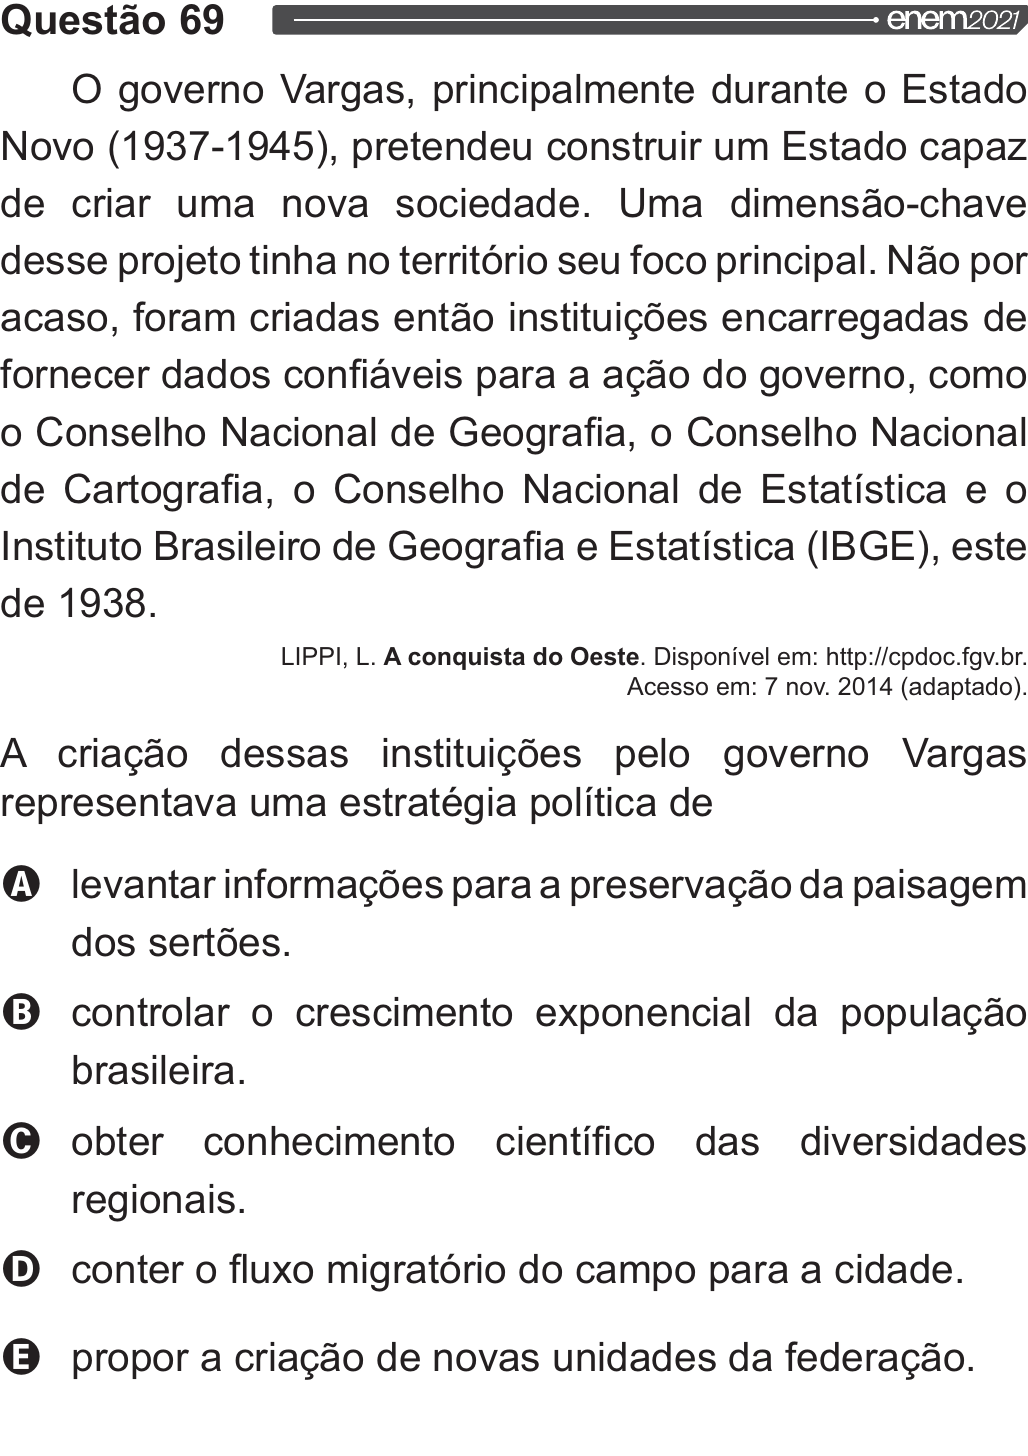 Questão 69 enem2021
O governo Vargas, principalmente durante o Estado
Novo (1937-1945), pretendeu construir um Estado capaz
de criar uma nova sociedade. Uma dimensão-chave
desse projeto tinha no território seu foco principal. Não por
acaso, foram criadas então instituições encarregadas de
fornecer dados confiáveis para a ação do governo, como
o Conselho Nacional de Geografia, o Conselho Nacional
de Cartografia, o Conselho Nacional de Estatística e o
Instituto Brasileiro de Geografia e Estatística (IBGE), este
de 1938.
LIPPI, L. A conquista do Oeste. Disponível em: http://cpdoc.fgv.br.
Acesso em: 7 nov. 2014 (adaptado).
A criação dessas instituições pelo governo Vargas
representava uma estratégia política de
A levantar informações para a preservação da paisagem
dos sertões.
B controlar o crescimento exponencial da população
brasileira.
C obter conhecimento científico das diversidades
regionais.
D conter o fluxo migratório do campo para a cidade.
E propor a criação de novas unidades da federação.